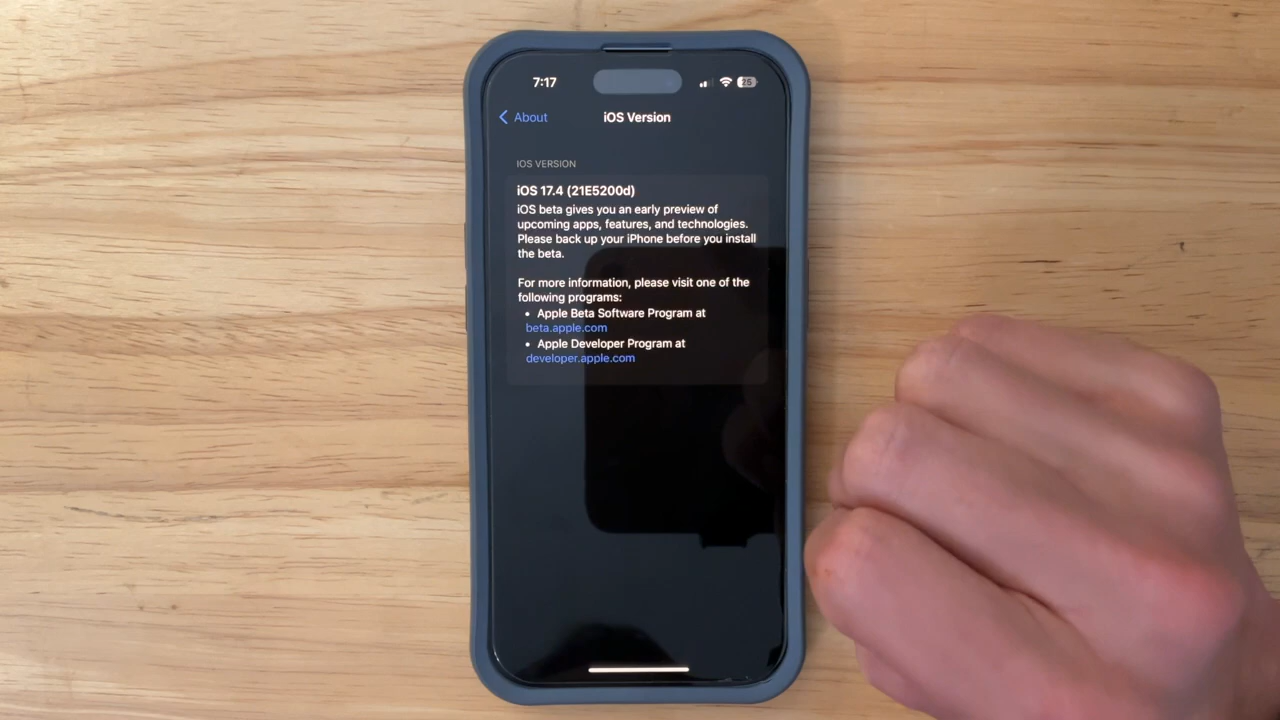 7:17
25
About
iOS Version
IOS VERSION
iOS 17.4 (21E5200d)
iOS beta gives you an early preview of
upcoming apps, features, and technologies.
Please back up your iPhone before you install
the beta.
For more information, please visit one of the
following programs:
• Apple Beta Software Program at
beta.apple.com
• Apple Developer Program at
developer.apple.com